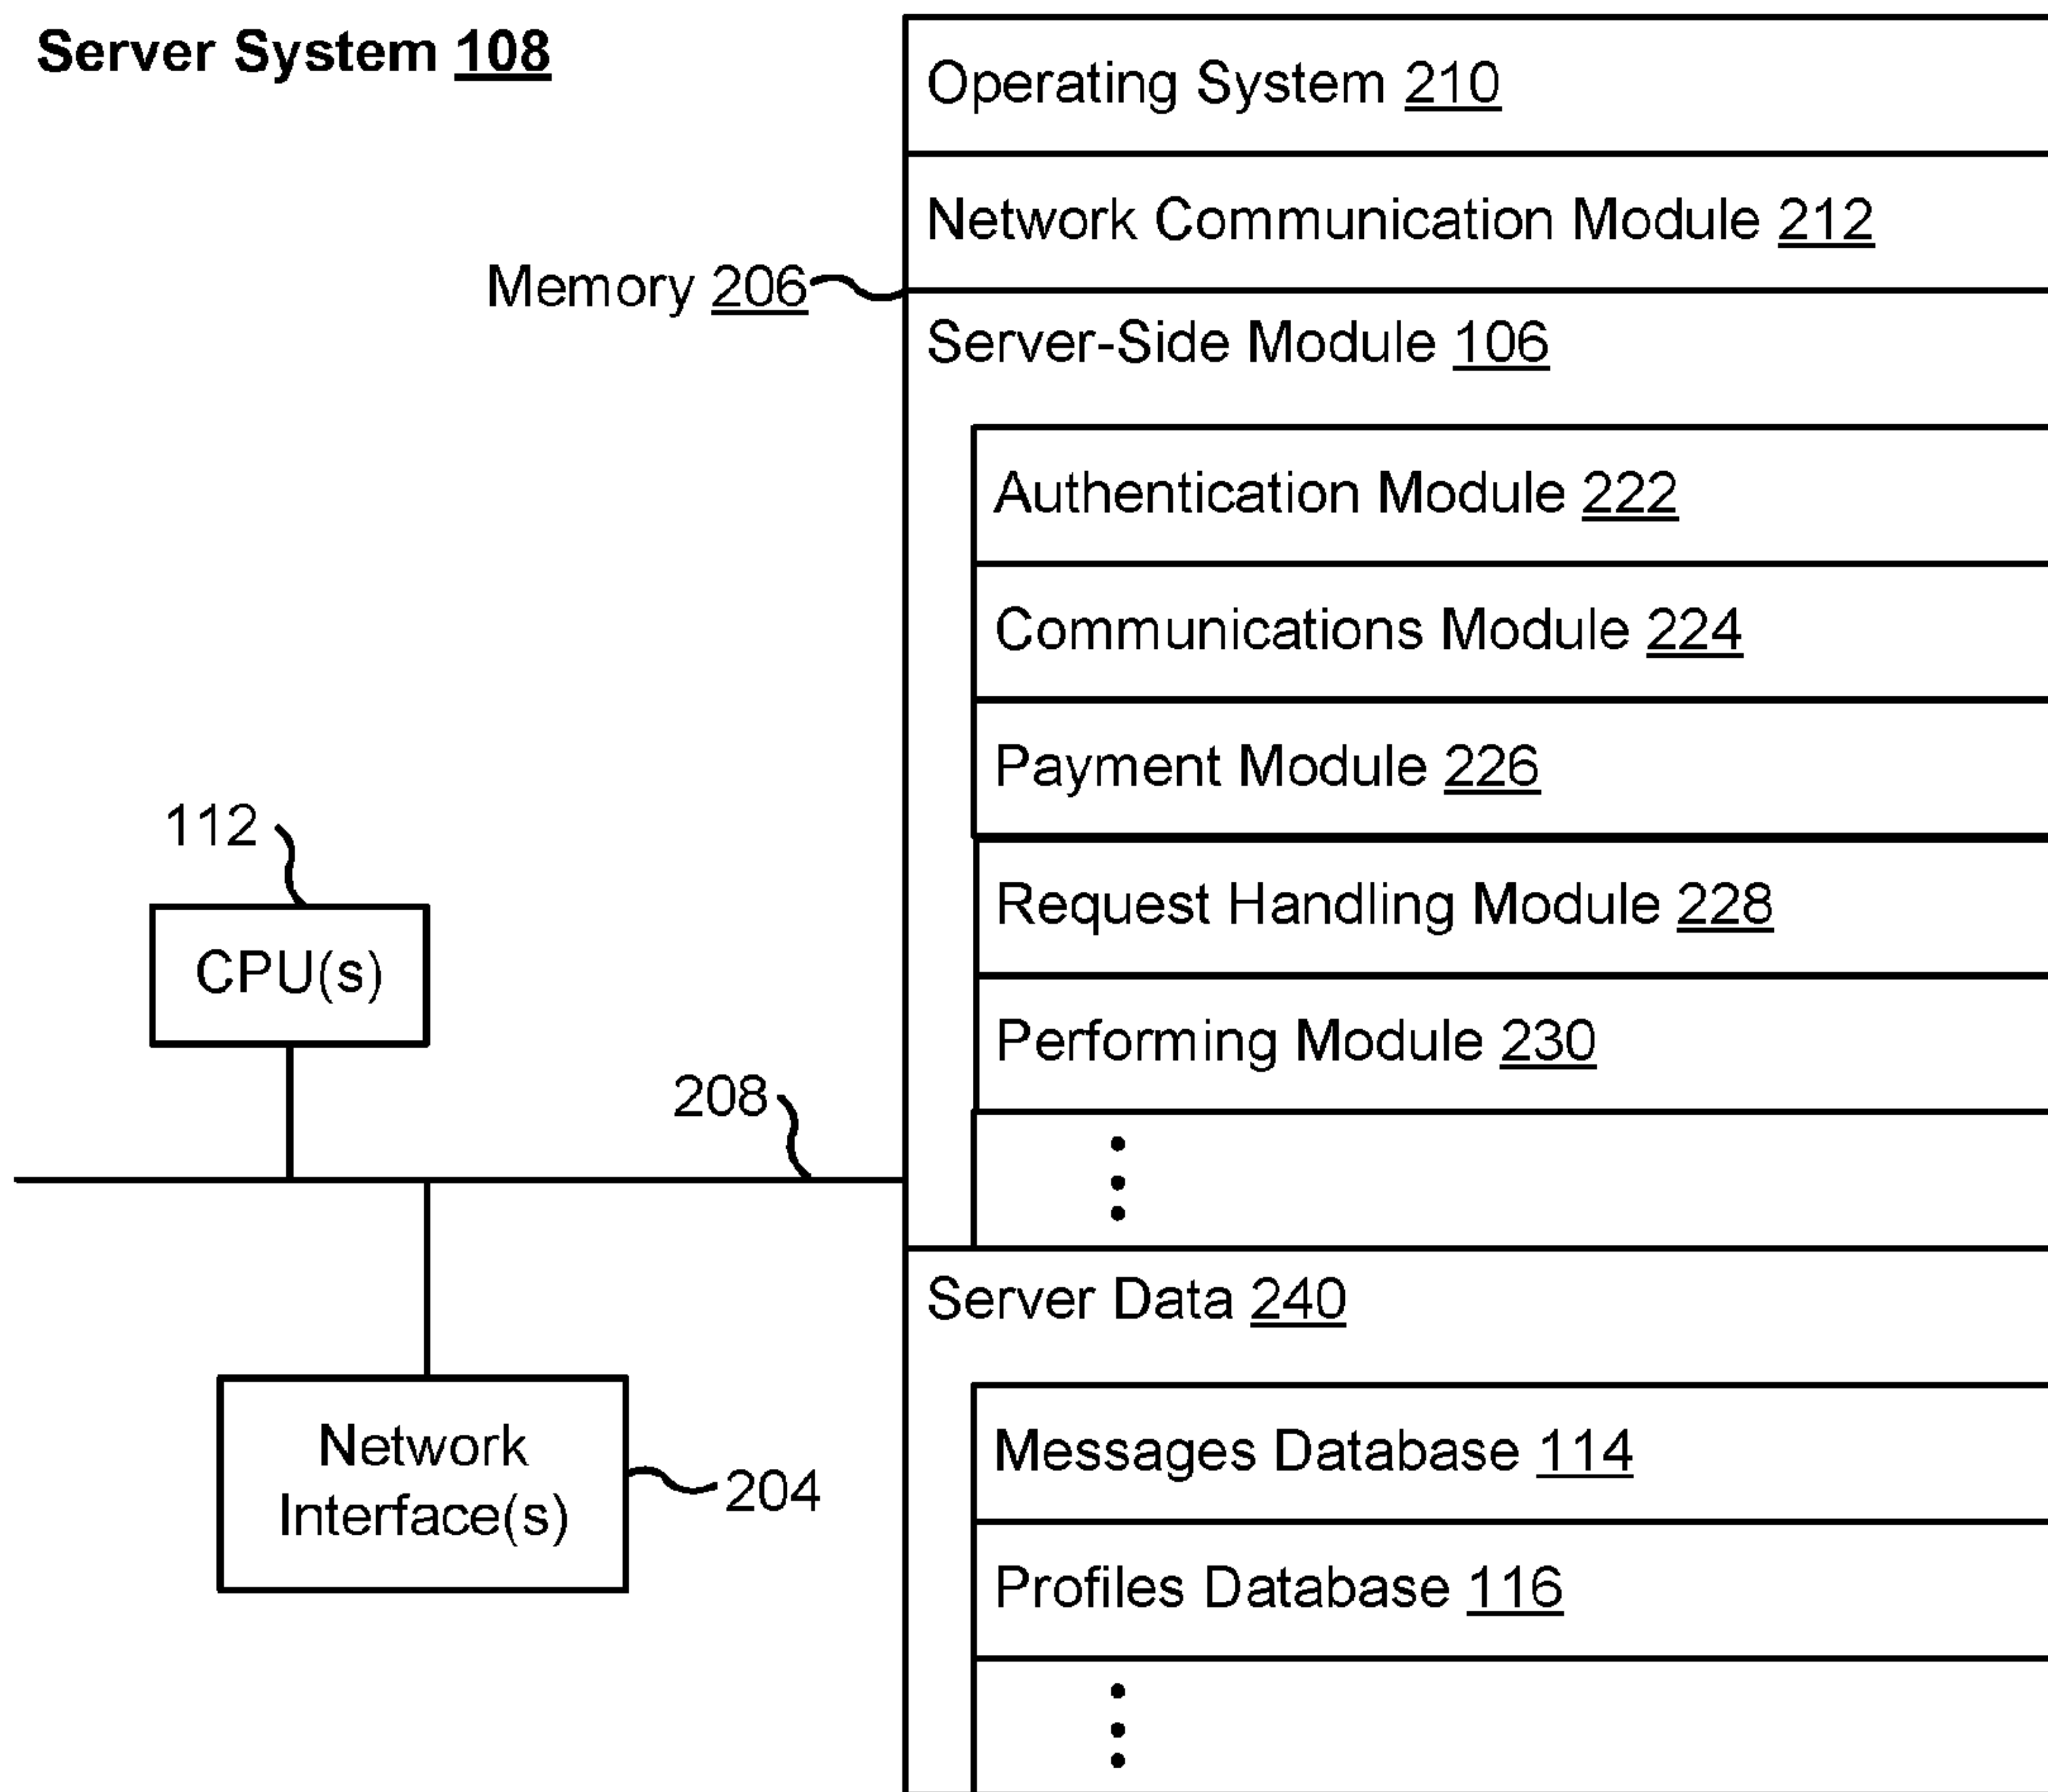 Server System 108
Operating System 210
Network Communication Module 212
Memory 206
Server-Side Module 106
Authentication Module 222
Communications Module 224
Payment Module 226
112
Request Handling Module 228
CPU(s)
Performing Module 230
208
Server Data 240
Network
Interface(s)
204
Messages Database 114
Profiles Database 116